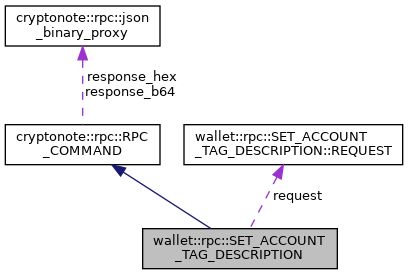 cryptonote::rpc::json
_binary_proxy
response_hex
response_b64
cryptonote::rpc::RPC
_COMMAND
wallet::rpc::SET_ACCOUNT
_TAG_DESCRIPTION::REQUEST
request
wallet::rpc::SET_ACCOUNT
_TAG_DESCRIPTION